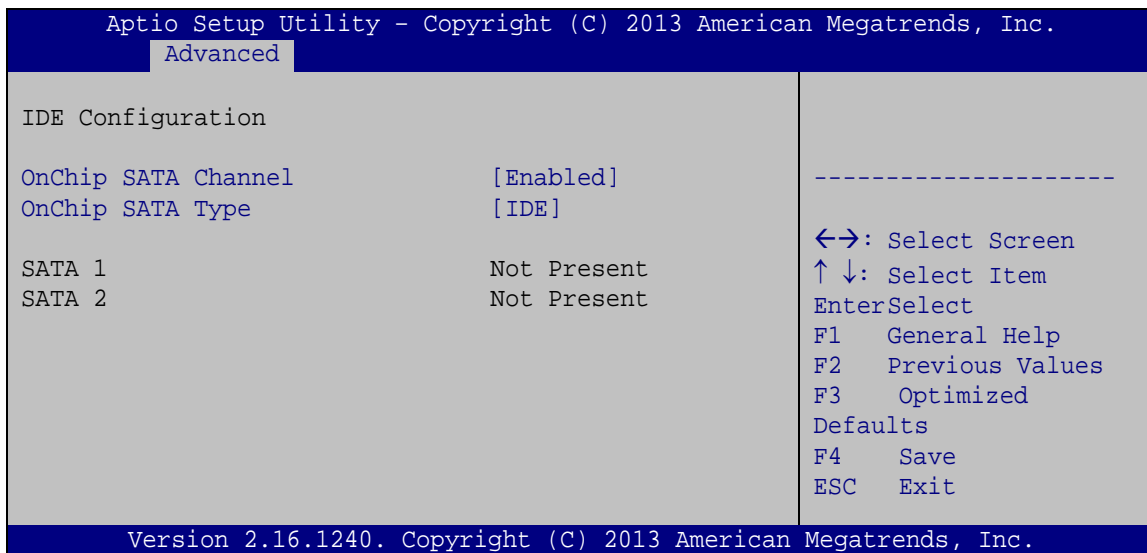 Aptio Setup Utility – Copyright (C) 2013 American Megatrends, Inc.
Advanced
IDE Configuration
OnChip SATA Channel [Enabled]
OnChip SATA Type [IDE]
SATA 1 Not Present
SATA 2 Not Present
---------------------
←→: Select Screen
↑ ↓: Select Item
EnterSelect
F1 General Help
F2 Previous Values
F3 Optimized
Defaults
F4 Save
ESC Exit
Version 2.16.1240. Copyright (C) 2013 American Megatrends, Inc.